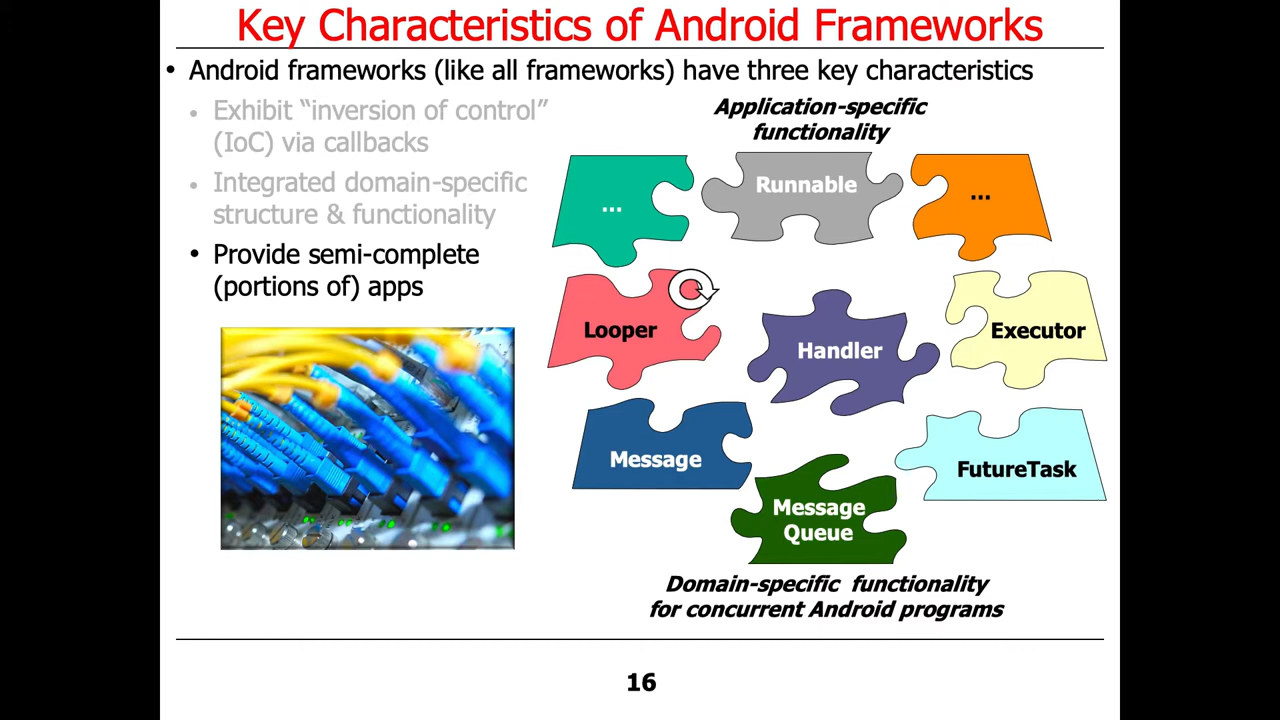 Key Characteristics of Android Frameworks
• Android frameworks (like all frameworks) have three key characteristics
• Exhibit “inversion of control”
(IoC) via callbacks
• Integrated domain-specific
structure & functionality
• Provide semi-complete
(portions of) apps
Application-specific
functionality
...
Runnable
...
Looper
Handler
Executor
Message
FutureTask
Message
Queue
Domain-specific functionality
for concurrent Android programs
16